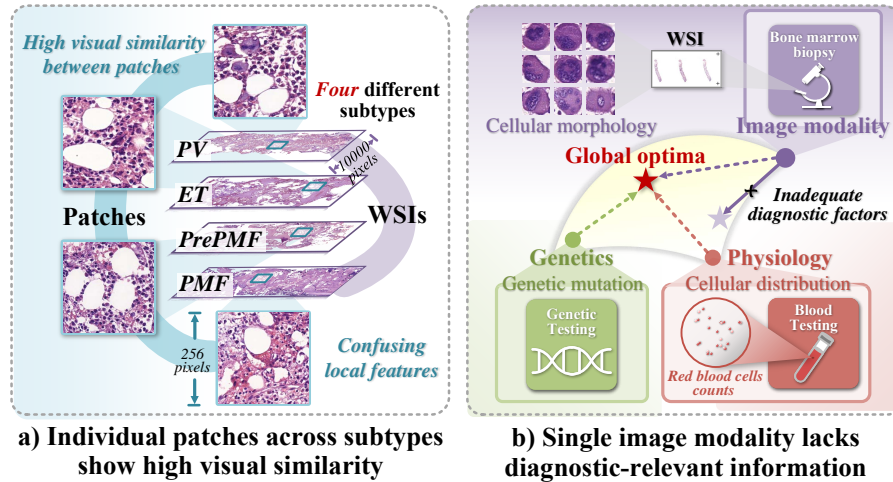 High visual similarity
between patches
Four different
subtypes
PV
10000+
pixels
ET
Patches
WSIs
PrePMF
PMF
256
pixels
Confusing
local features
a) Individual patches across subtypes
show high visual similarity
WSI
Bone marrow
biopsy
Cellular morphology
Image modality
Global optima
Inadequate
diagnostic factors
Genetics
Genetic mutation
Genetic
Testing
Physiology
Cellular distribution
Blood
Testing
Red blood cells
counts
b) Single image modality lacks
diagnostic-relevant information